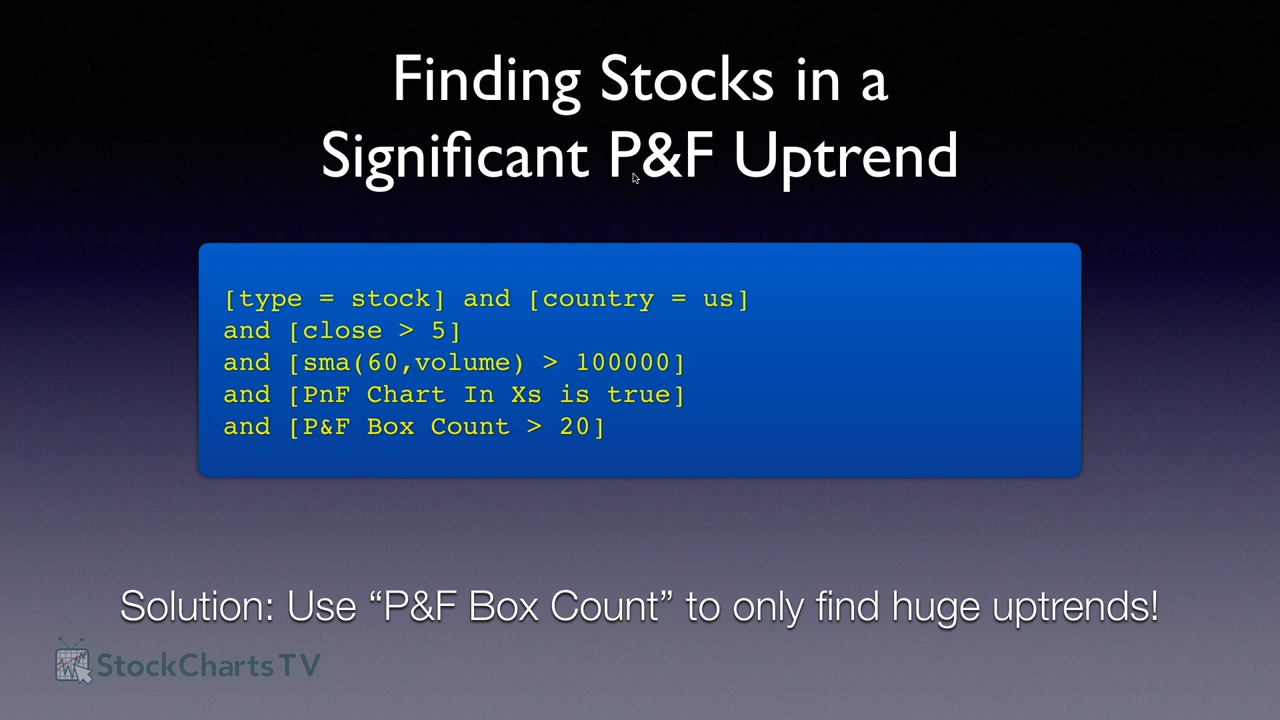 Finding Stocks in a
Significant P&F Uptrend
[type = stock] and [country = us]
and [close > 5]
and [sma(60,volume) > 100000]
and [PnF Chart In Xs is true]
and [P&F Box Count > 20]
Solution: Use “P&F Box Count” to only find huge uptrends!
StockCharts TV